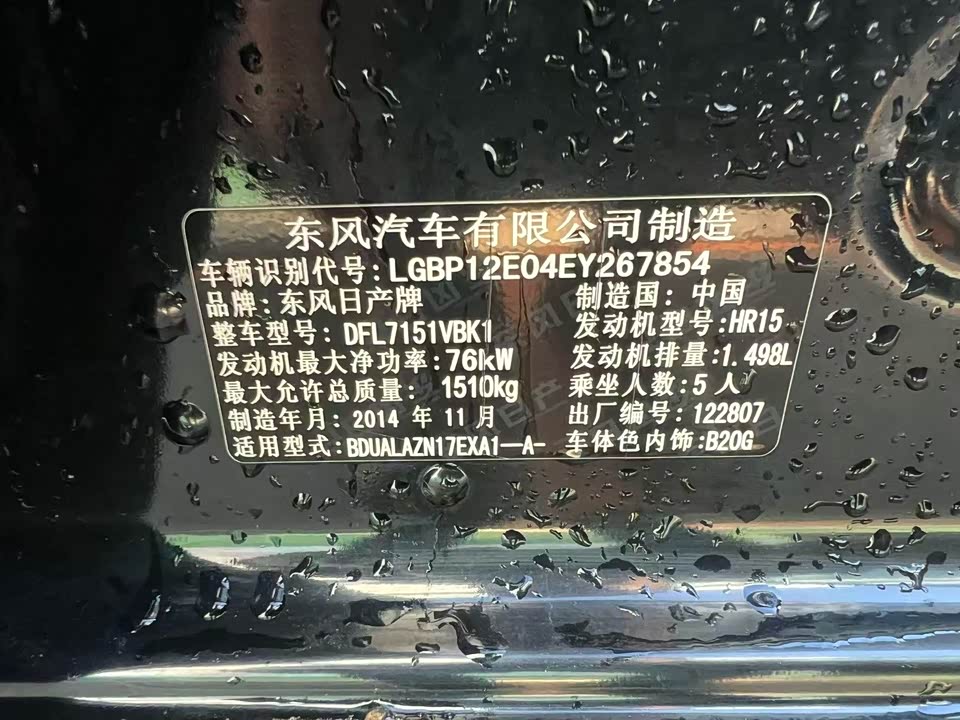 东风汽车有限公司制造
车辆识别代号:LGBP12E04EY267854
品牌:东风日产牌 制造国: 中国
整车型号: DFL7151VBK1 发动机型号:HR15
发动机最大净功率:76kW 发动机排量:1.498L
最大允许总质量: 1510kg 乘坐人数:5 人
制造年月: 2014 年 11 月 出厂编号: 122807
适用型式:BDUALAZN17EXA1—A- 车体色内饰:B20G